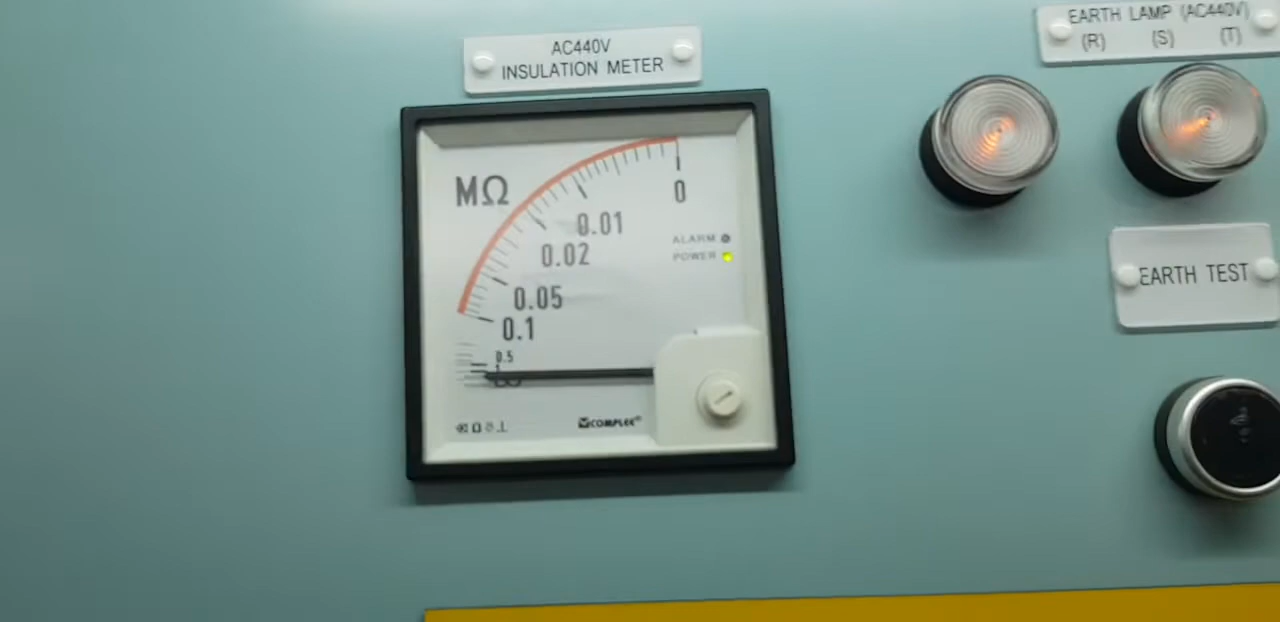 AC440V
INSULATION METER
EARTH LAMP (AC440V)
(R) (S) (T)
MΩ
0
0.01
0.02
0.05
0.1
0.5
ALARM
POWER
COMPLEE
EARTH TEST